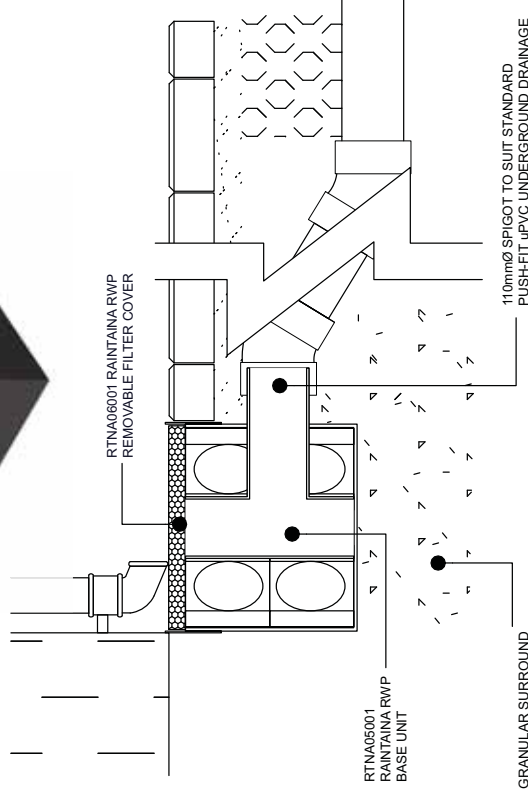 RTNA06001 RAINTAINA RWP
REMOVABLE FILTER COVER
RTNA05001
RAINTAINA RWP
BASE UNIT
GRANULAR SURROUND
110mmØ SPIGOT TO SUIT STANDARD
PUSH-FIT uPVC UNDERGROUND DRAINAGE